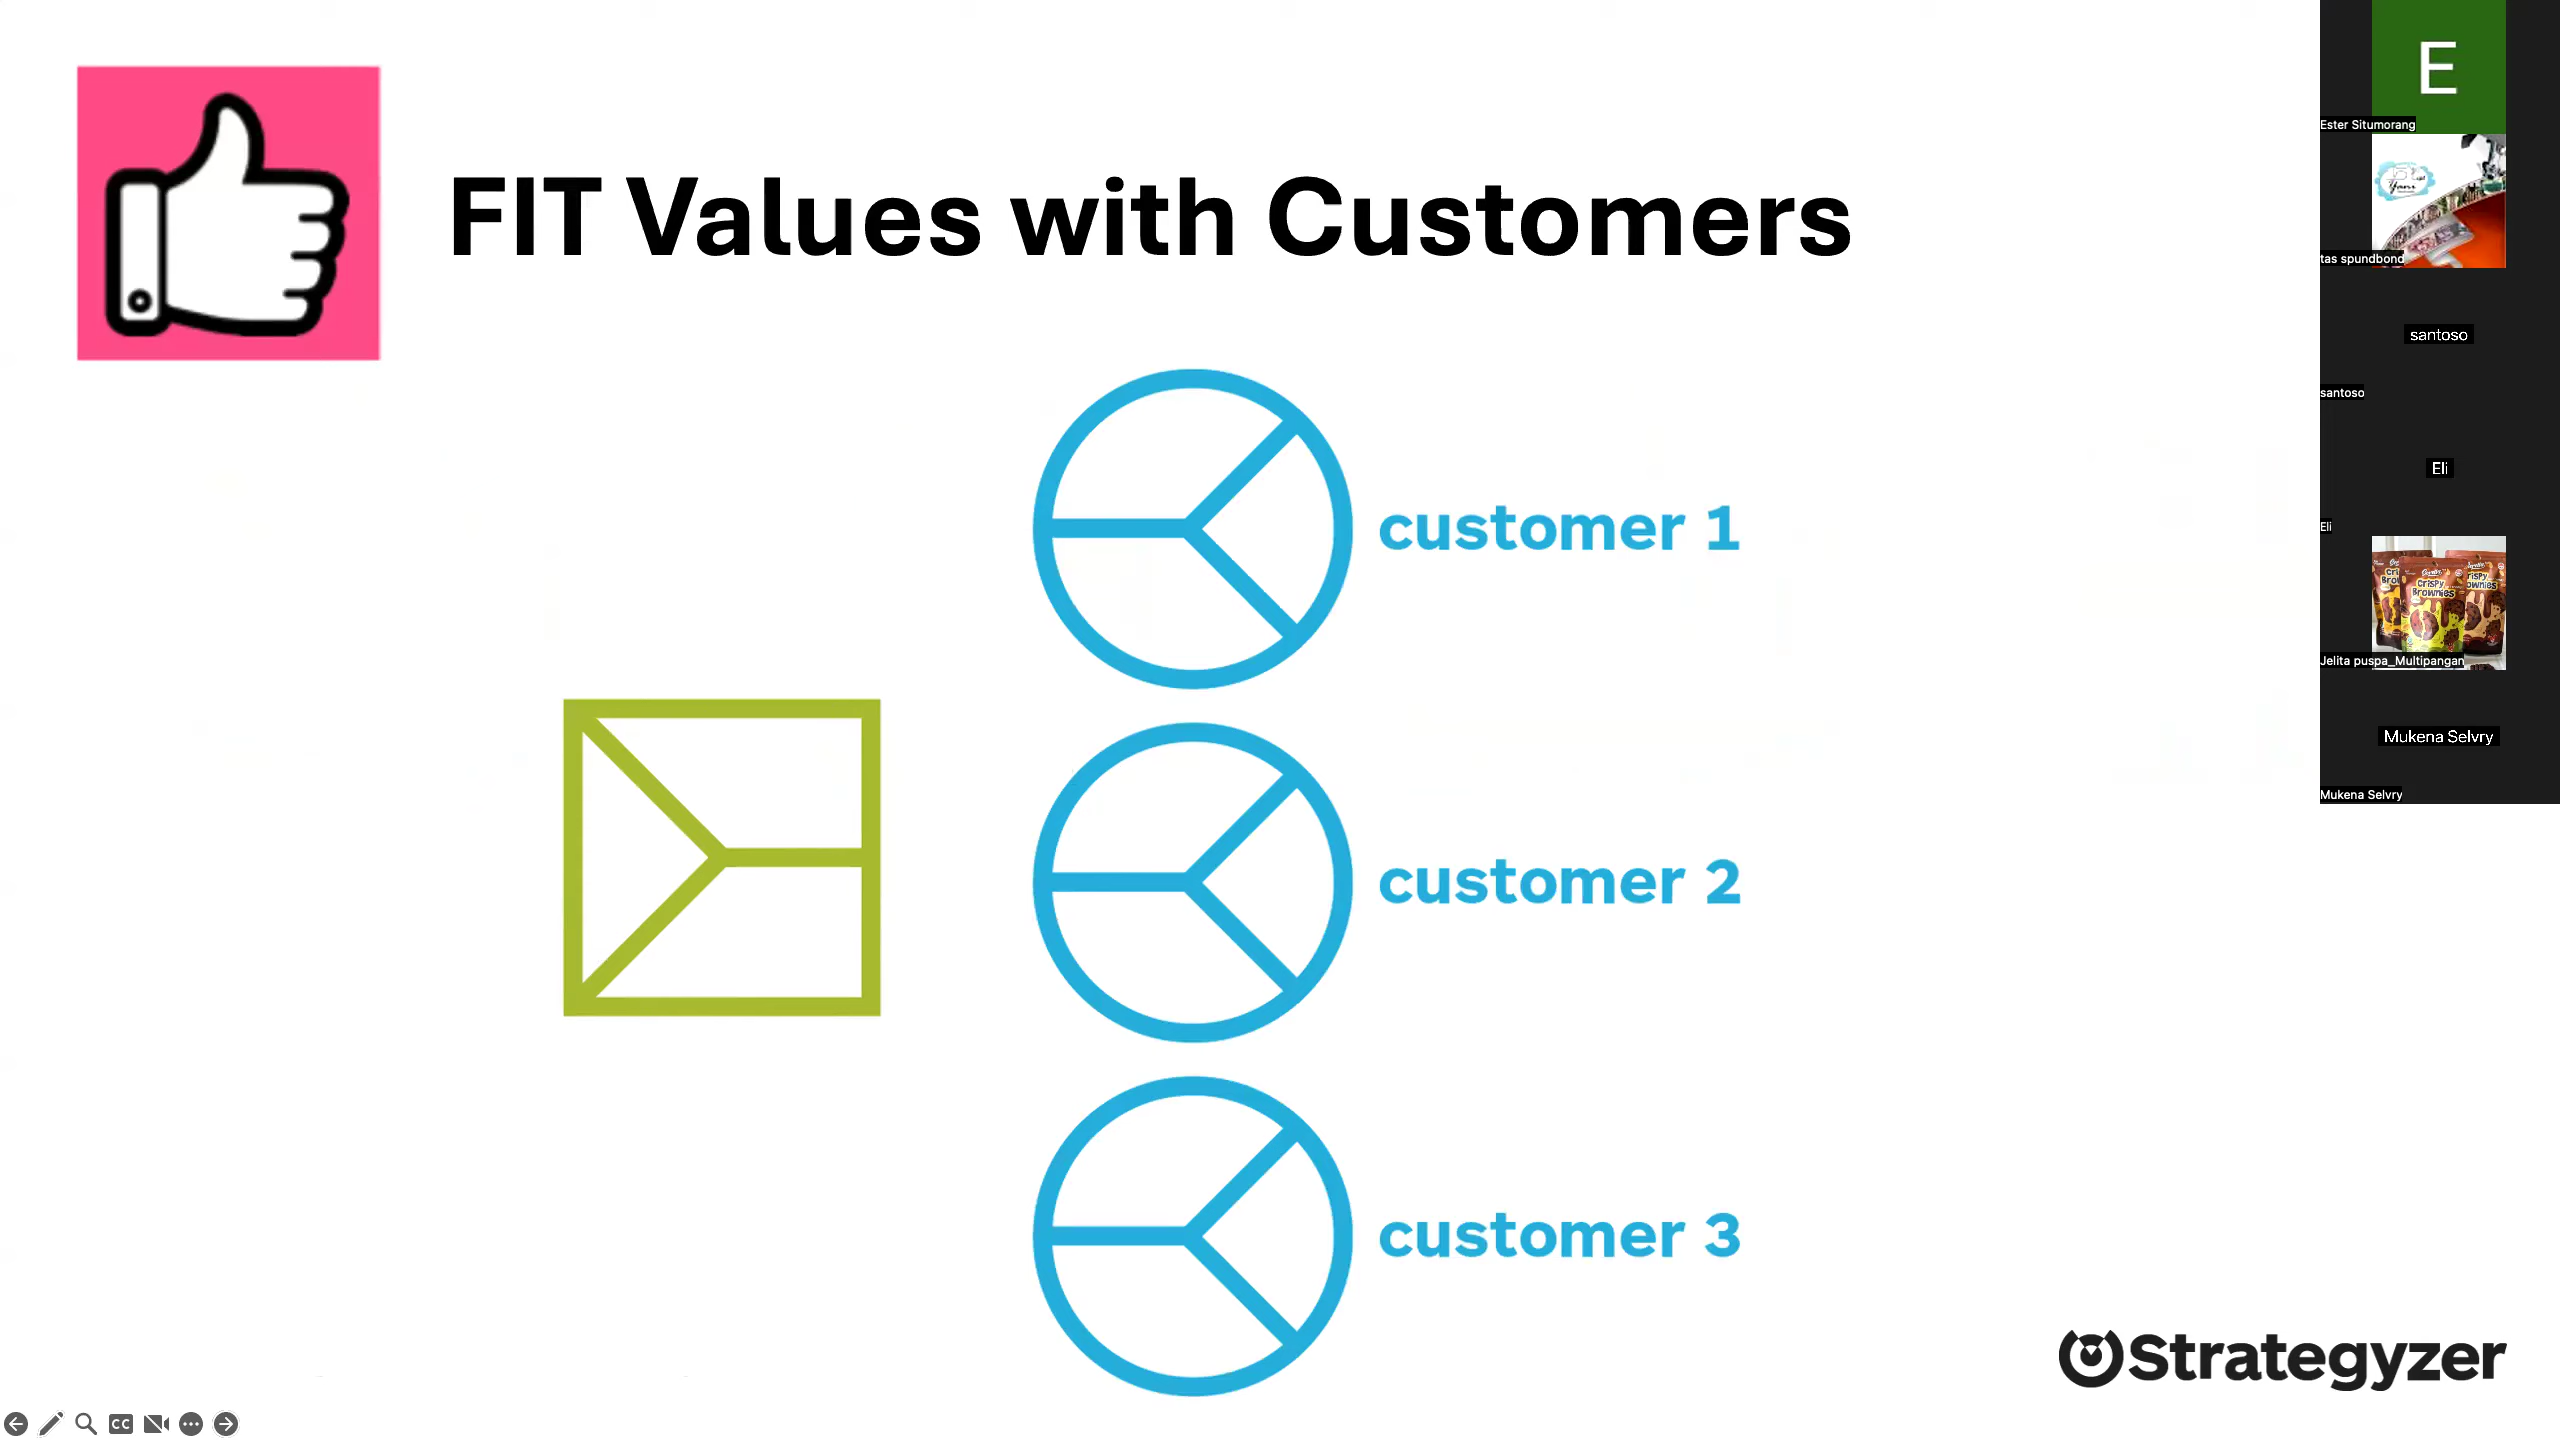 FIT Values with Customers
customer 1
customer 2
customer 3
Strategyzer
CC
E
Ester Situmorang
Yani
tas spundbond
santoso
santoso
Eli
Eli
Crispy
Brownies
Jelita puspa_Multipangan
Mukena Selvry
Mukena Selvry